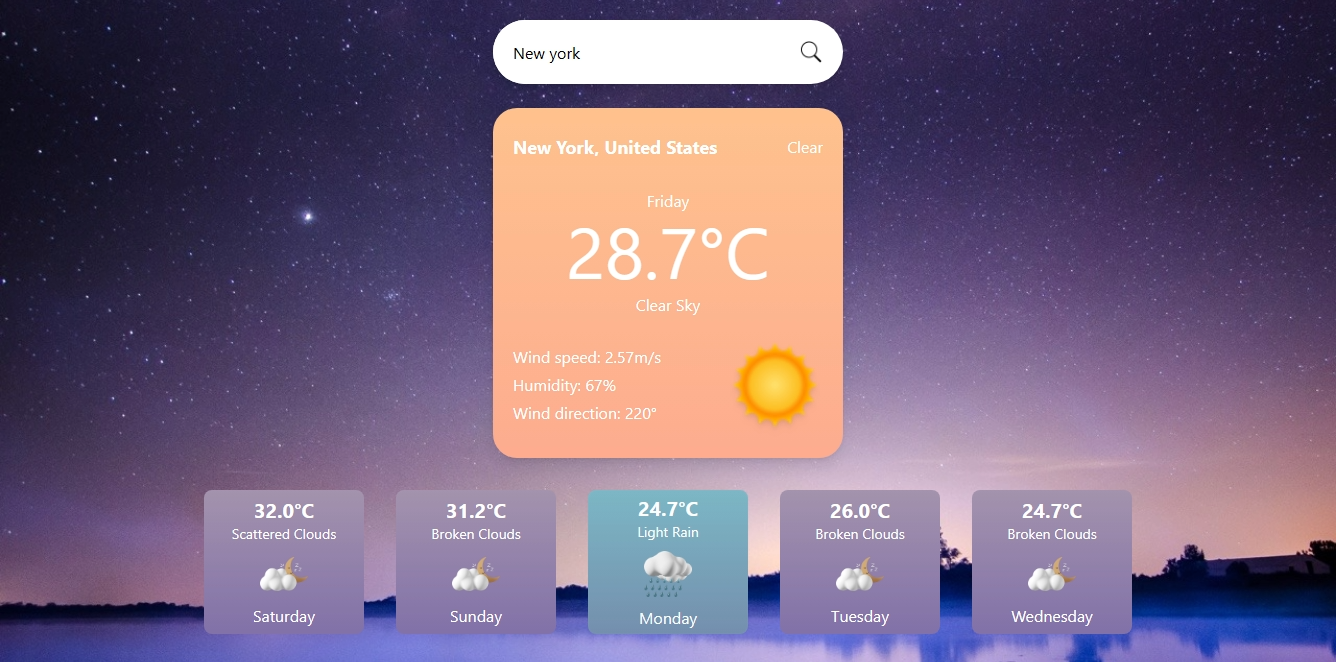 New york
New York, United States Clear
Friday
28.7°C
Clear Sky
Wind speed: 2.57m/s
Humidity: 67%
Wind direction: 220°
32.0°C
Scattered Clouds
Saturday
31.2°C
Broken Clouds
Sunday
24.7°C
Light Rain
Monday
26.0°C
Broken Clouds
Tuesday
24.7°C
Broken Clouds
Wednesday